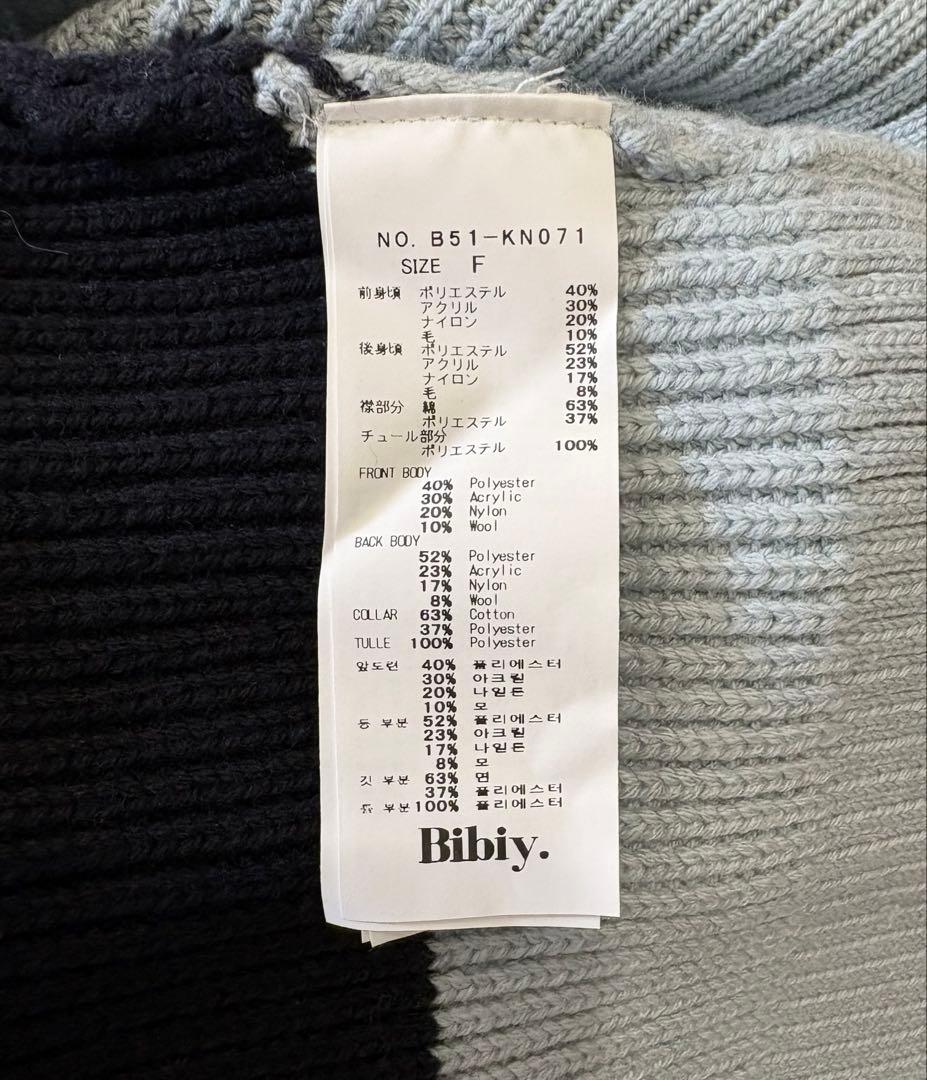 NO. B51-KN071
SIZE F
前身頃 ポリエステル 40%
アクリル 30%
ナイロン 20%
毛 10%
後身頃 ポリエステル 52%
アクリル 23%
ナイロン 17%
毛 8%
襟部分 綿 63%
ポリエステル 37%
チュール部分
ポリエステル 100%
FRONT BODY
40% Polyester
30% Acrylic
20% Nylon
10% Wool
BACK BODY
52% Polyester
23% Acrylic
17% Nylon
8% Wool
COLLAR 63% Cotton
37% Polyester
TULLE 100% Polyester
40% 폴리에스터
30% 아크릴
20% 나일론
10% 모
등 부분 52% 폴리에스터
23% 아크릴
17% 나일론
8% 모
깃 부분 63% 면
37% 폴리에스터
부분 100% 폴리에스터
Bibiy.